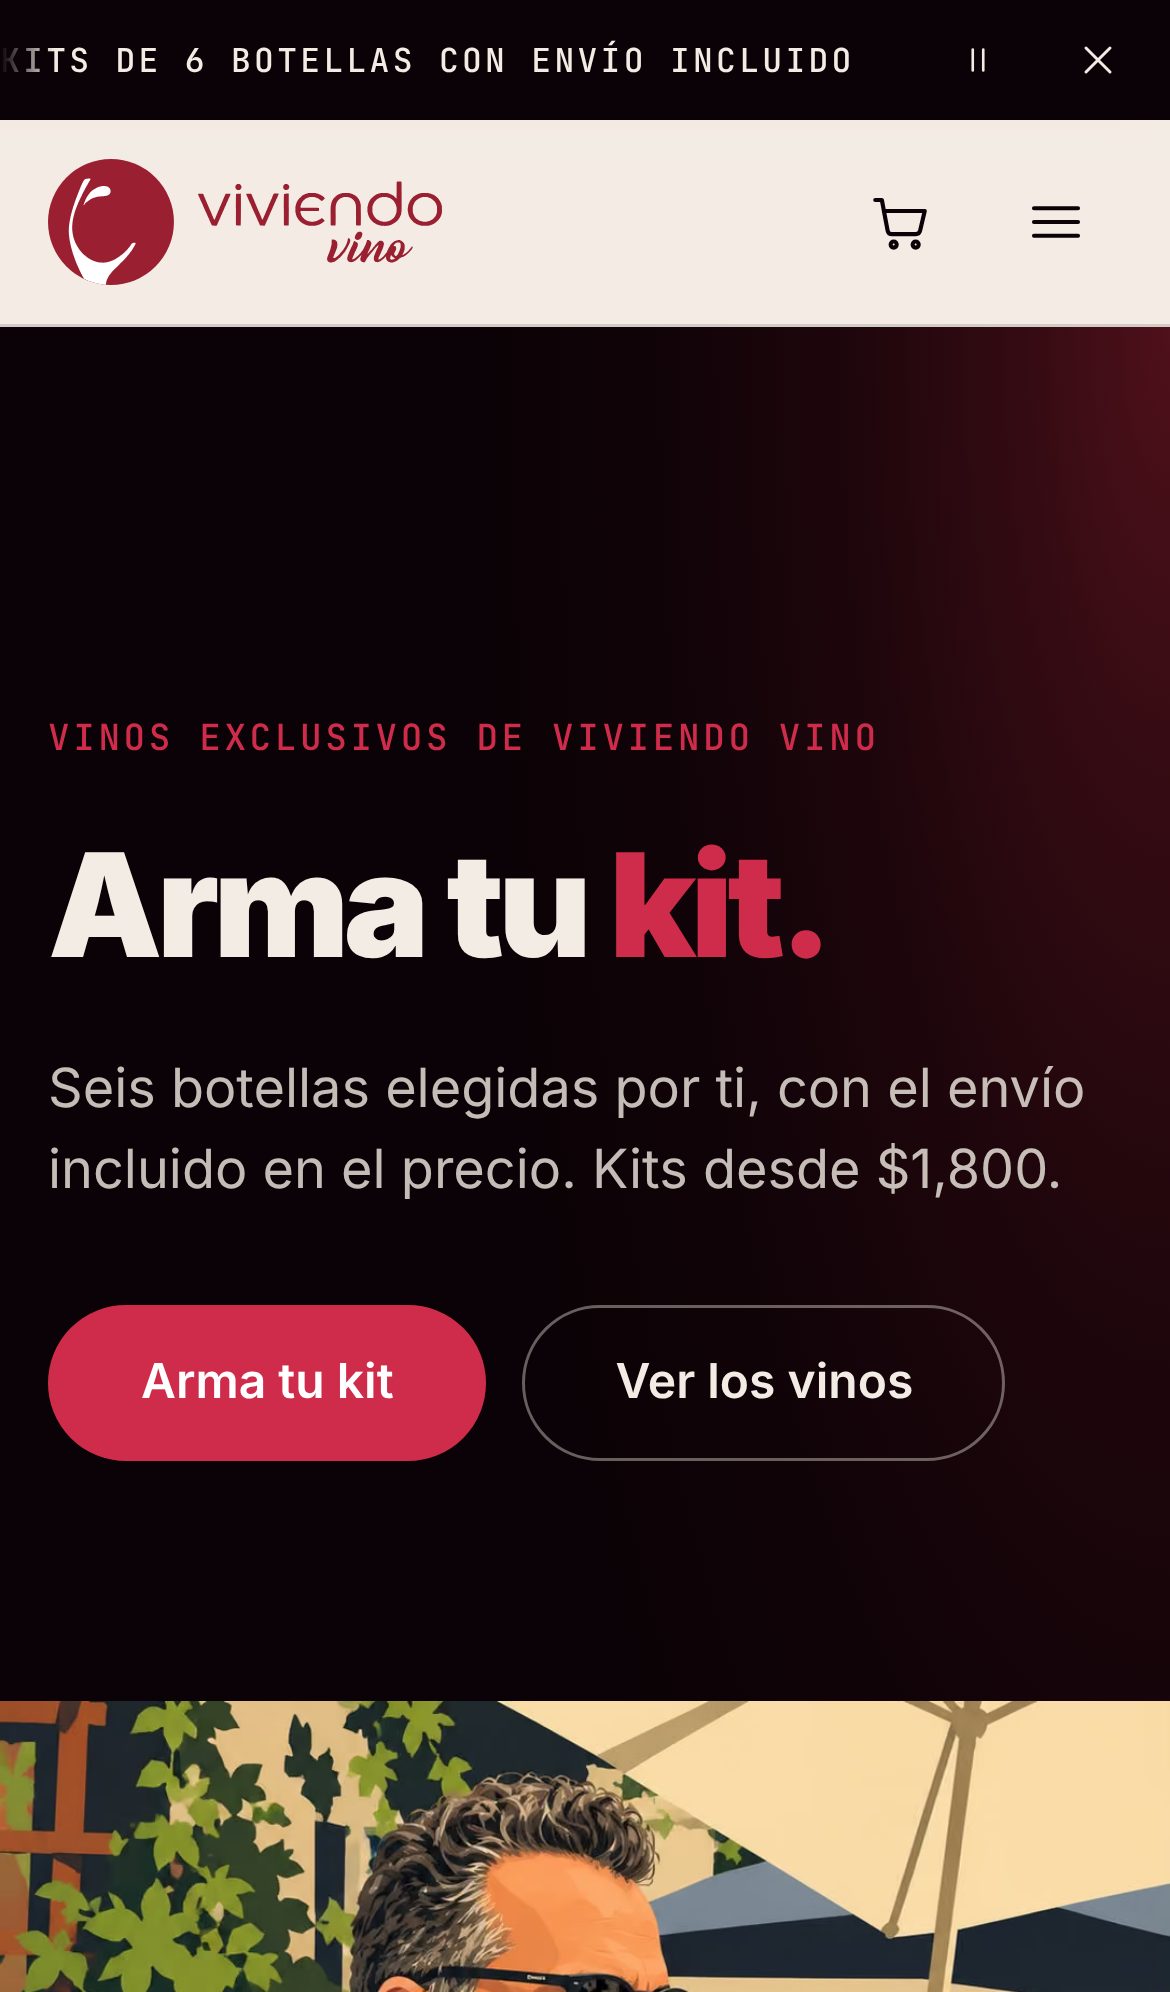 KITS DE 6 BOTELLAS CON ENVÍO INCLUIDO
viviendo
vino
VINOS EXCLUSIVOS DE VIVIENDO VINO
Arma tu kit.
Seis botellas elegidas por ti, con el envío
incluido en el precio. Kits desde $1,800.
Arma tu kit
Ver los vinos